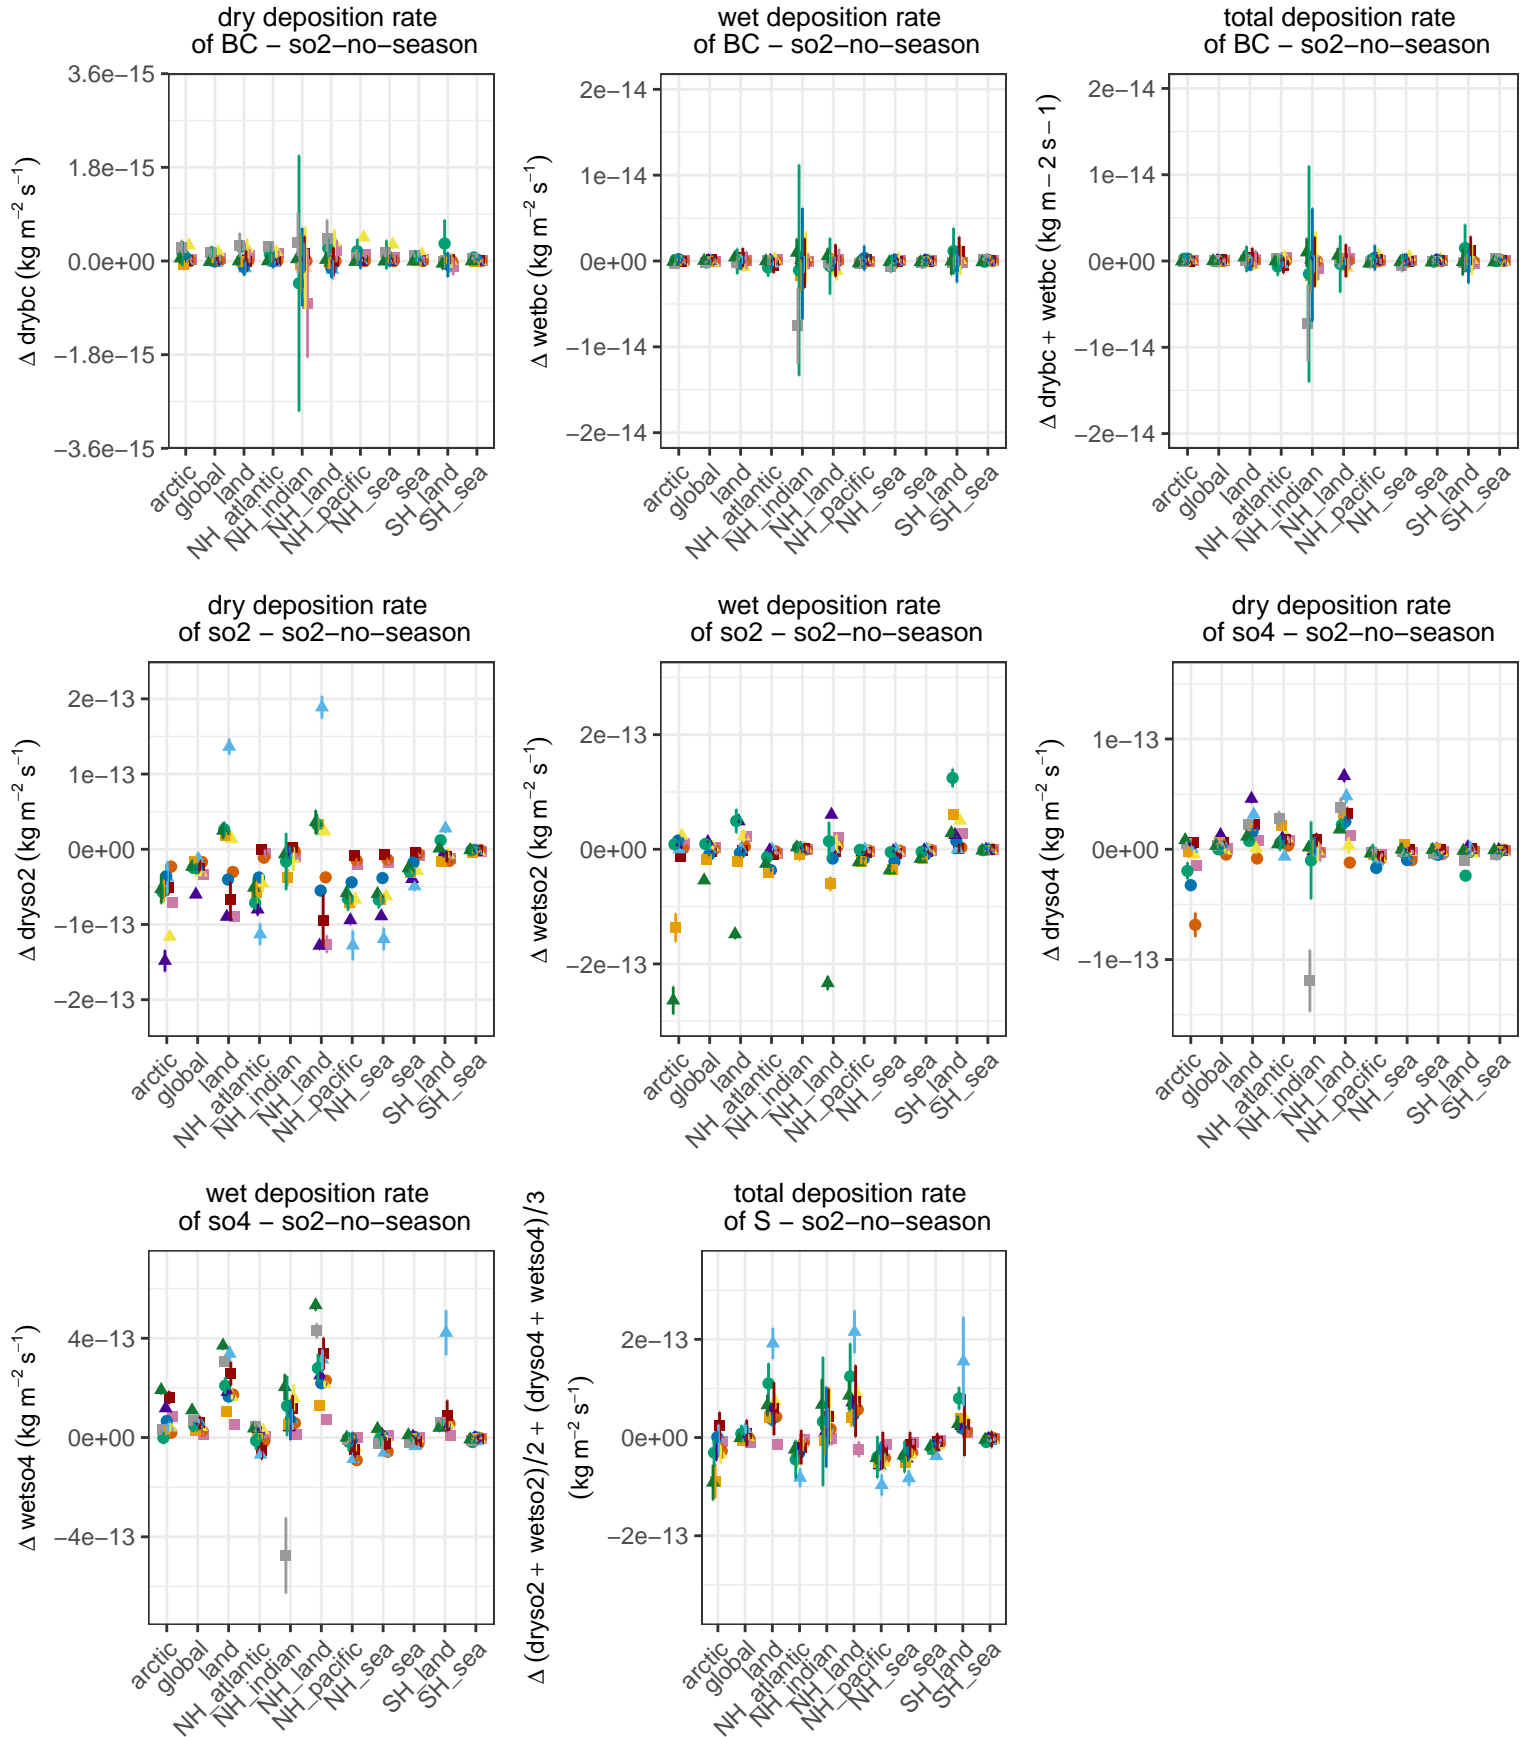 dry deposition rate
of BC − so2−no−season
Δ drybc (kg m−2 s−1)
3.6e−15
1.8e−15
0.0e+00
−1.8e−15
−3.6e−15
arctic
global
land
NH_atlantic
NH_indian
NH_land
NH_pacific
NH_sea
sea
SH_land
SH_sea
wet deposition rate
of BC − so2−no−season
Δ wetbc (kg m−2 s−1)
2e−14
1e−14
0e+00
−1e−14
−2e−14
arctic
global
land
NH_atlantic
NH_indian
NH_land
NH_pacific
NH_sea
sea
SH_land
SH_sea
total deposition rate
of BC − so2−no−season
Δ drybc + wetbc (kg m − 2 s − 1)
2e−14
1e−14
0e+00
−1e−14
−2e−14
arctic
global
land
NH_atlantic
NH_indian
NH_land
NH_pacific
NH_sea
sea
SH_land
SH_sea
dry deposition rate
of so2 − so2−no−season
Δ dryso2 (kg m−2 s−1)
2e−13
1e−13
0e+00
−1e−13
−2e−13
arctic
global
land
NH_atlantic
NH_indian
NH_land
NH_pacific
NH_sea
sea
SH_land
SH_sea
wet deposition rate
of so2 − so2−no−season
Δ wetso2 (kg m−2 s−1)
2e−13
0e+00
−2e−13
arctic
global
land
NH_atlantic
NH_indian
NH_land
NH_pacific
NH_sea
sea
SH_land
SH_sea
dry deposition rate
of so4 − so2−no−season
Δ dryso4 (kg m−2 s−1)
1e−13
0e+00
−1e−13
arctic
global
land
NH_atlantic
NH_indian
NH_land
NH_pacific
NH_sea
sea
SH_land
SH_sea
wet deposition rate
of so4 − so2−no−season
Δ wetso4 (kg m−2 s−1)
4e−13
0e+00
−4e−13
arctic
global
land
NH_atlantic
NH_indian
NH_land
NH_pacific
NH_sea
sea
SH_land
SH_sea
total deposition rate
of S − so2−no−season
Δ (dryso2 + wetso2)/2 + (dryso4 + wetso4)/3
(kg m−2 s−1)
2e−13
0e+00
−2e−13
arctic
global
land
NH_atlantic
NH_indian
NH_land
NH_pacific
NH_sea
sea
SH_land
SH_sea